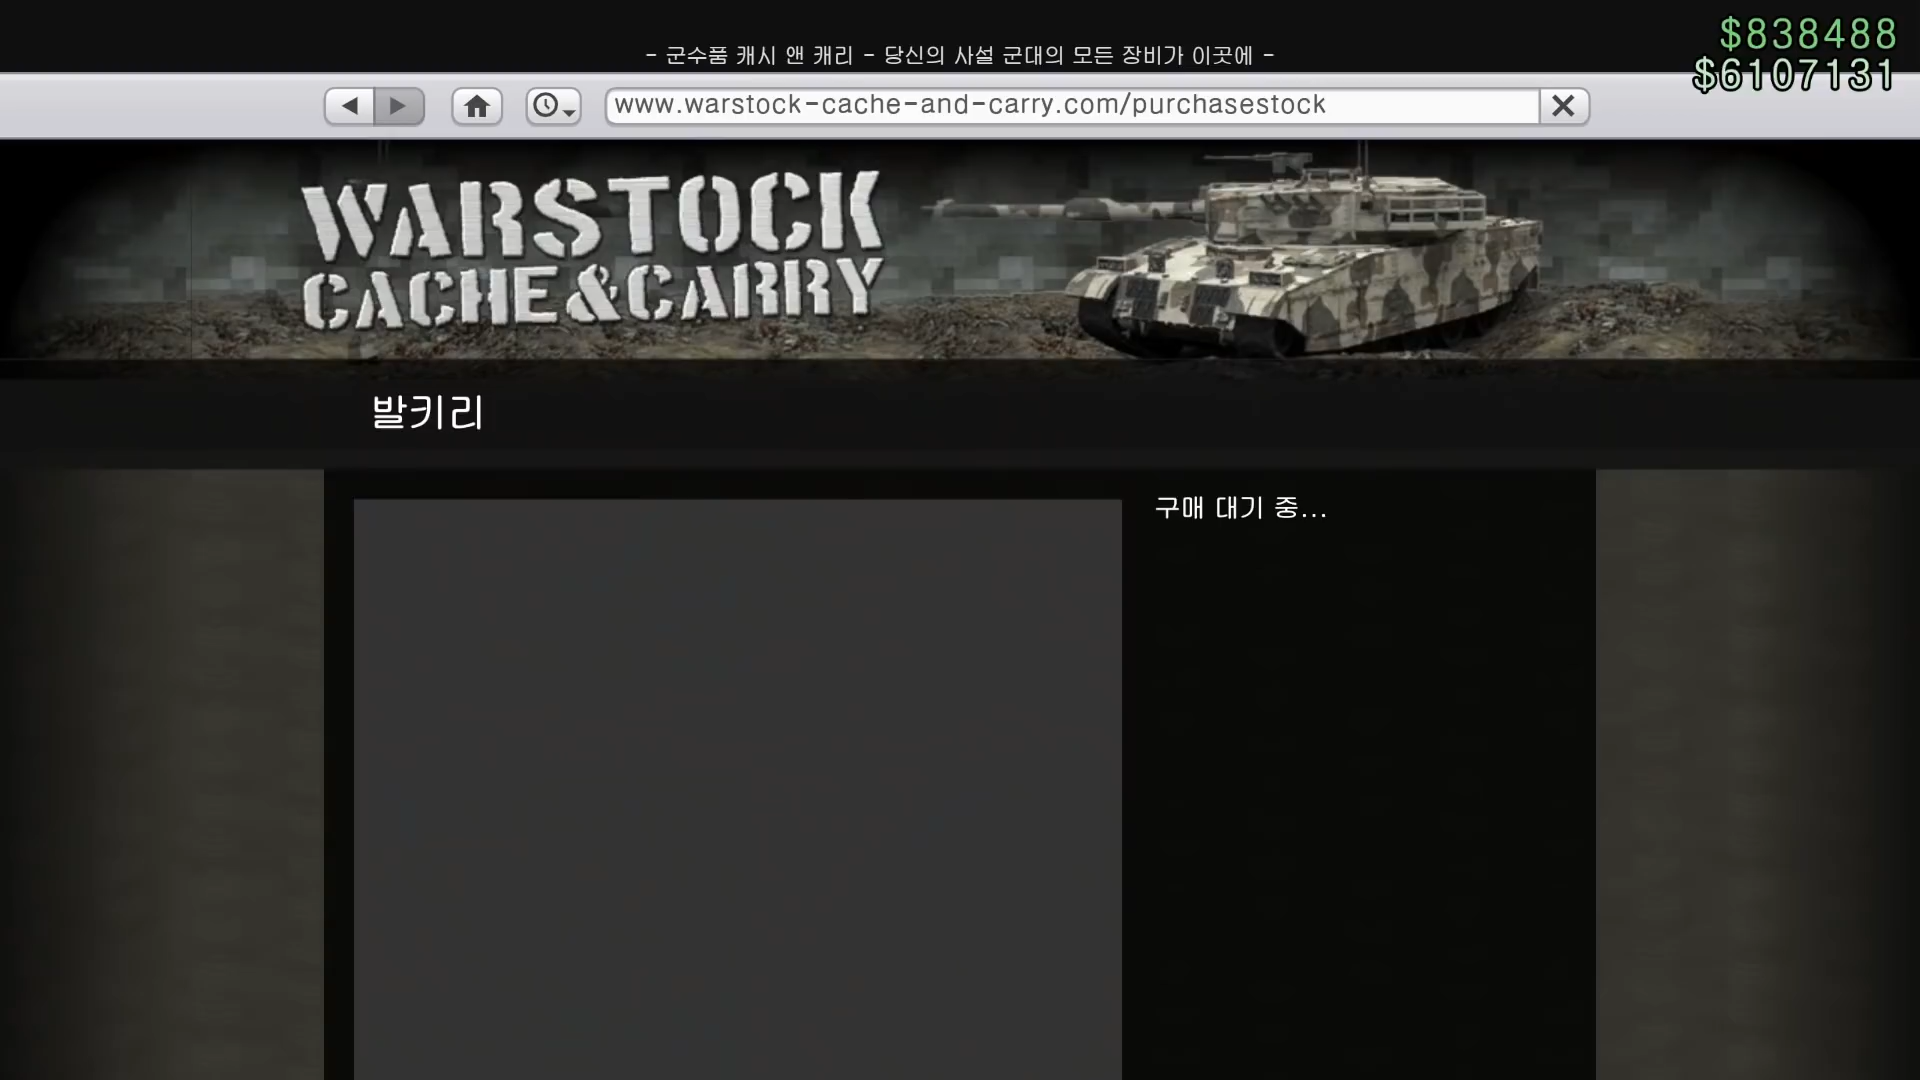 $838488
- 군수품 캐시 앤 캐리 - 당신의 사설 군대의 모든 장비가 이곳에 -
$6107131
www.warstock-cache-and-carry.com/purchasestock
WARSTOCK
CACHE&CARRY
발키리
구매 대기 중...